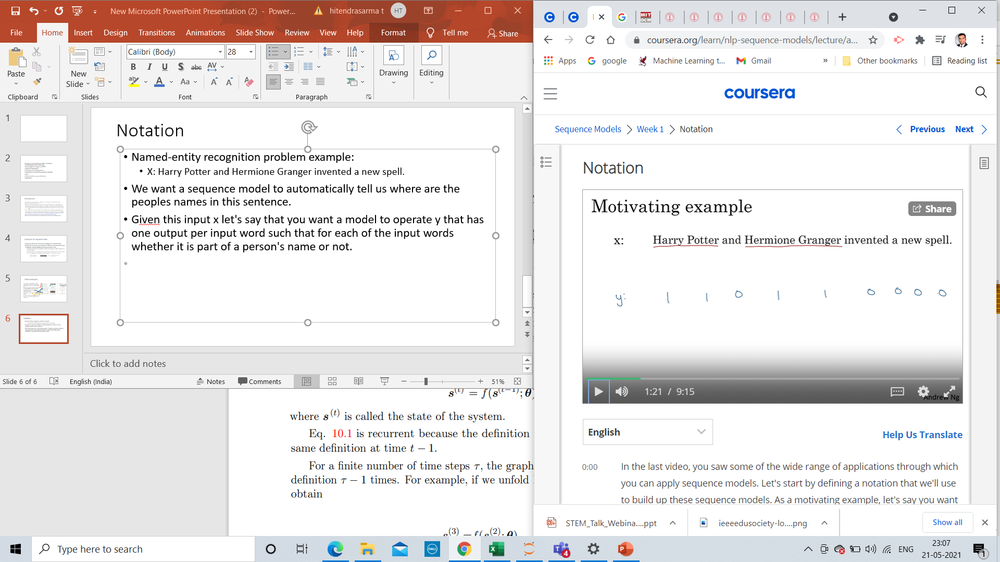 New Microsoft PowerPoint Presentation (2) - Power...
hitendrasarma t
HT
File
Home
Insert
Design
Transitions
Animations
Slide Show
Review
View
Help
Format
Tell me
Share
Paste
Clipboard
New
Slide
Slides
Calibri (Body)
28
B I U S abc AV
ab A Aa A A
Font
Paragraph
Drawing
Editing
1
2
3
4
5
6
Notation
• Named-entity recognition problem example:
• X: Harry Potter and Hermione Granger invented a new spell.
• We want a sequence model to automatically tell us where are the
peoples names in this sentence.
• Given this input x let's say that you want a model to operate y that has
one output per input word such that for each of the input words
whether it is part of a person's name or not.
Click to add notes
Slide 6 of 6
English (India)
Notes
Comments
51%
s(t) = f(s(t−1); θ)
where s(t) is called the state of the system.
Eq. 10.1 is recurrent because the definition
same definition at time t − 1.
For a finite number of time steps τ, the graph
definition τ − 1 times. For example, if we unfold
obtain
s(3) = f(s(2); θ)
coursera.org/learn/nlp-sequence-models/lecture/a...
Apps
google
Machine Learning t...
Gmail
»
Other bookmarks
Reading list
coursera
Sequence Models > Week 1 > Notation
Previous
Next
Notation
Motivating example
Share
x: Harry Potter and Hermione Granger invented a new spell.
y: 1 1 0 1 1 0 0 0 0
1:21 / 9:15
Andrew Ng
English
Help Us Translate
0:00
In the last video, you saw some of the wide range of applications through which
you can apply sequence models. Let's start by defining a notation that we'll use
to build up these sequence models. As a motivating example, let's say you want
STEM_Talk_Webina....ppt
ieeeedusociety-lo....png
Show all
Type here to search
DELL
4
ENG
23:07
21-05-2021
1